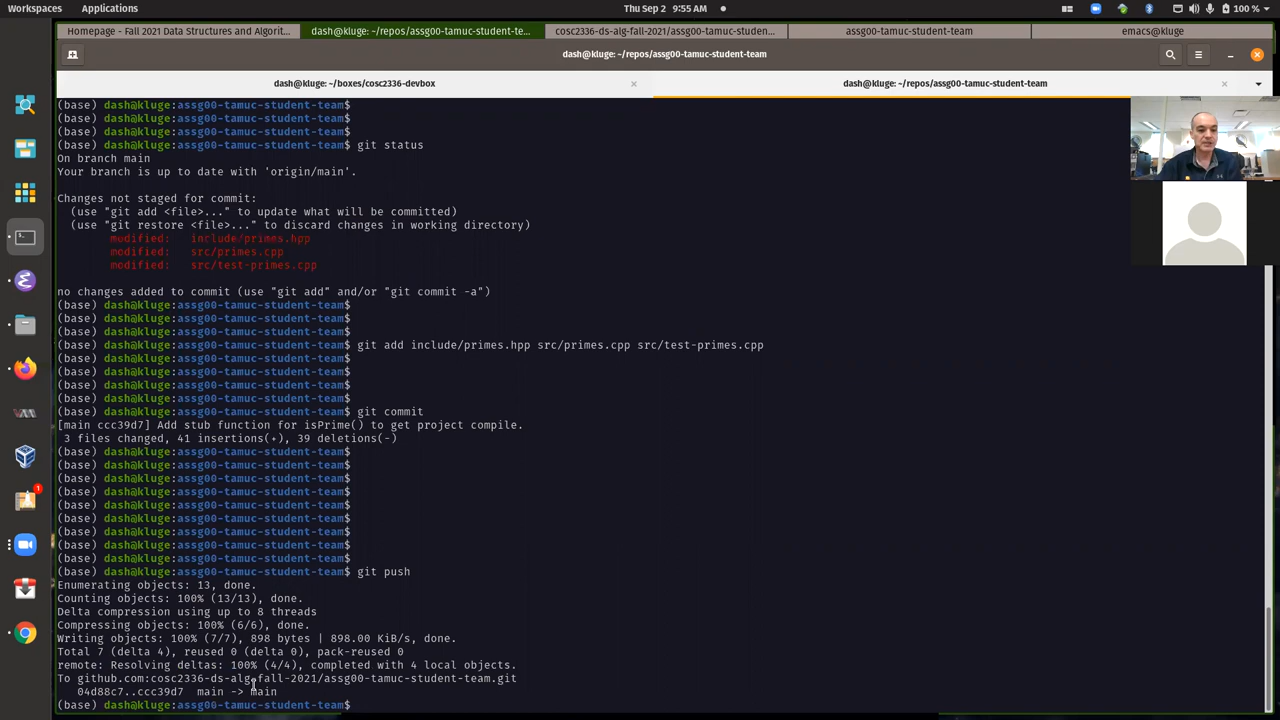 Workspaces Applications Thu Sep 2 9:55 AM 100 %
Homepage - Fall 2021 Data Structures and Algorit... dash@kluge: ~/repos/assg00-tamuc-student-te... cosc2336-ds-alg-fall-2021/assg00-tamuc-studen... assg00-tamuc-student-team emacs@kluge
dash@kluge: ~/repos/assg00-tamuc-student-team
dash@kluge: ~/boxes/cosc2336-devbox × dash@kluge: ~/repos/assg00-tamuc-student-team ×
(base) dash@kluge:assg00-tamuc-student-team$
(base) dash@kluge:assg00-tamuc-student-team$
(base) dash@kluge:assg00-tamuc-student-team$
(base) dash@kluge:assg00-tamuc-student-team$ git status
On branch main
Your branch is up to date with 'origin/main'.
Changes not staged for commit:
(use "git add <file>..." to update what will be committed)
(use "git restore <file>..." to discard changes in working directory)
modified: include/primes.hpp
modified: src/primes.cpp
modified: src/test-primes.cpp
no changes added to commit (use "git add" and/or "git commit -a")
(base) dash@kluge:assg00-tamuc-student-team$
(base) dash@kluge:assg00-tamuc-student-team$
(base) dash@kluge:assg00-tamuc-student-team$ git add include/primes.hpp src/primes.cpp src/test-primes.cpp
(base) dash@kluge:assg00-tamuc-student-team$
(base) dash@kluge:assg00-tamuc-student-team$
(base) dash@kluge:assg00-tamuc-student-team$
(base) dash@kluge:assg00-tamuc-student-team$
(base) dash@kluge:assg00-tamuc-student-team$ git commit
[main ccc39d7] Add stub function for isPrime() to get project compile.
3 files changed, 41 insertions(+), 39 deletions(-)
(base) dash@kluge:assg00-tamuc-student-team$
(base) dash@kluge:assg00-tamuc-student-team$
(base) dash@kluge:assg00-tamuc-student-team$
(base) dash@kluge:assg00-tamuc-student-team$
(base) dash@kluge:assg00-tamuc-student-team$
(base) dash@kluge:assg00-tamuc-student-team$
(base) dash@kluge:assg00-tamuc-student-team$
(base) dash@kluge:assg00-tamuc-student-team$
(base) dash@kluge:assg00-tamuc-student-team$
(base) dash@kluge:assg00-tamuc-student-team$ git push
Enumerating objects: 13, done.
Counting objects: 100% (13/13), done.
Delta compression using up to 8 threads
Compressing objects: 100% (6/6), done.
Writing objects: 100% (7/7), 898 bytes | 898.00 KiB/s, done.
Total 7 (delta 4), reused 0 (delta 0), pack-reused 0
remote: Resolving deltas: 100% (4/4), completed with 4 local objects.
To github.com:cosc2336-ds-alg-fall-2021/assg00-tamuc-student-team.git
04d88c7..ccc39d7 main -> main
(base) dash@kluge:assg00-tamuc-student-team$